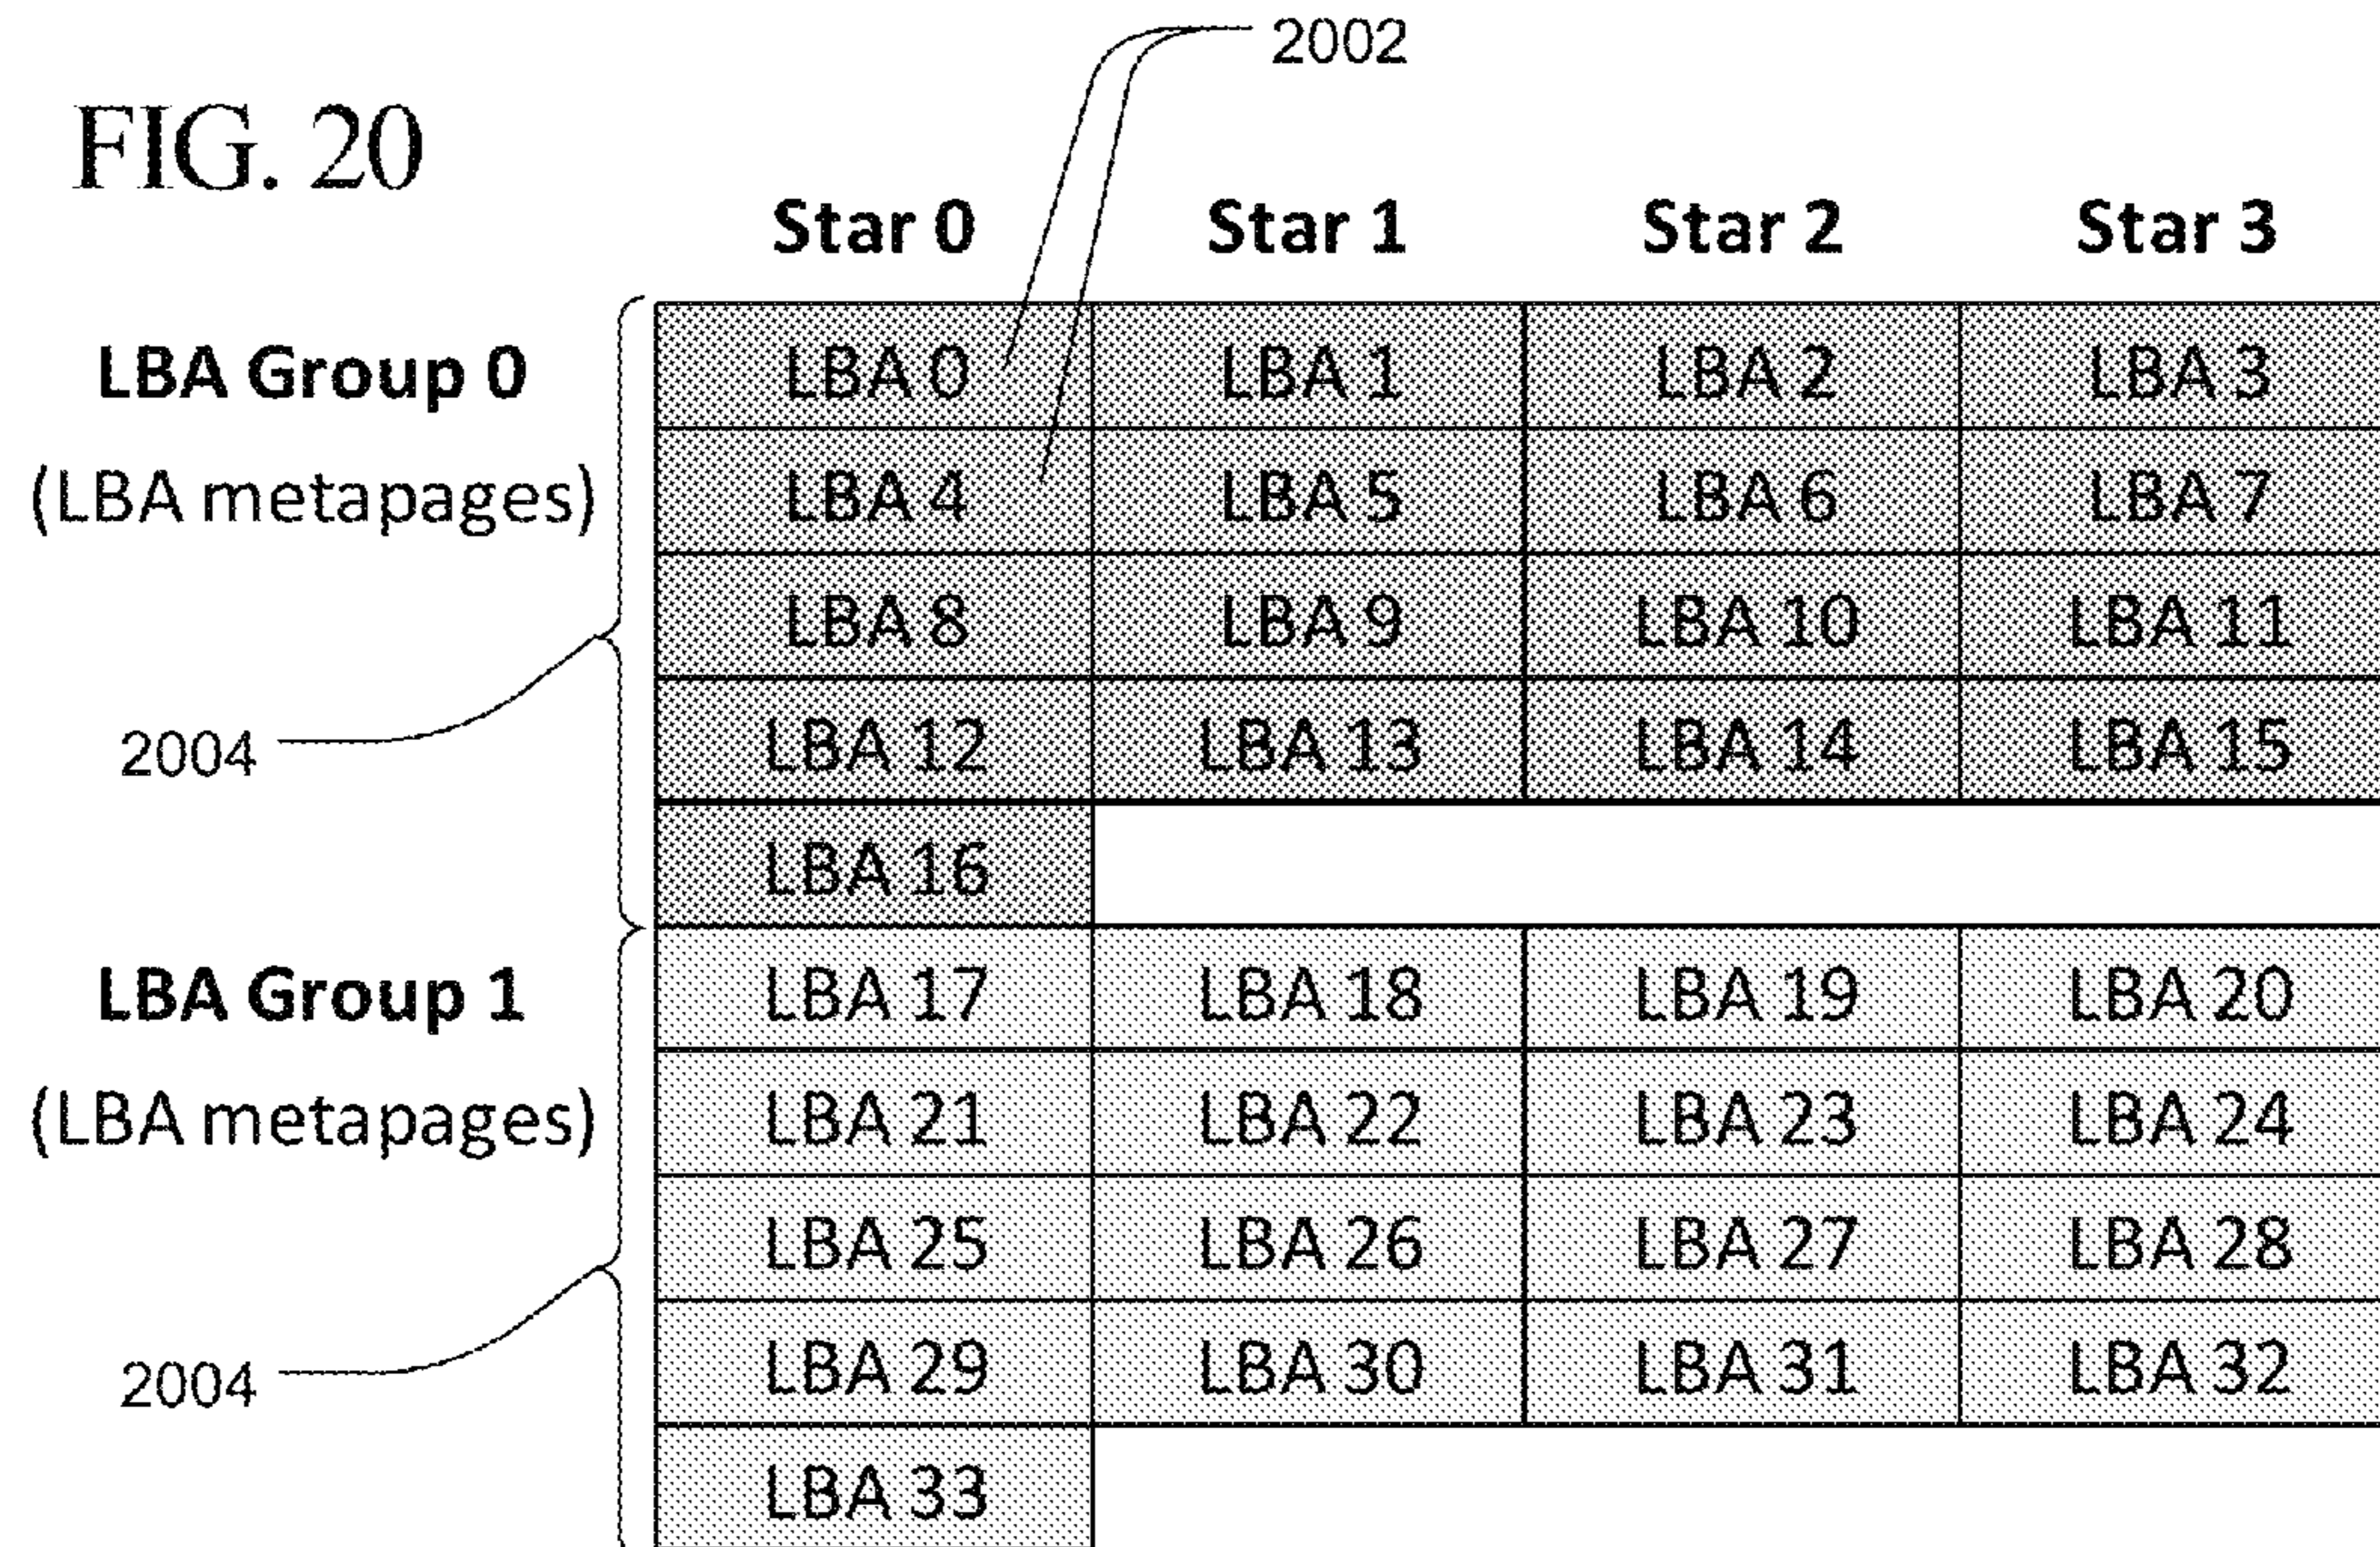 2002
FIG. 20
Star 0 Star 1 Star 2 Star 3
LBA Group 0 LBA 0 LBA 1 LBA 2 LBA 3
(LBA metapages) LBA 4 LBA 5 LBA 6 LBA 7
LBA 8 LBA 9 LBA 10 LBA 11
2004 LBA 12 LBA 13 LBA 14 LBA 15
LBA 16
LBA Group 1 LBA 17 LBA 18 LBA 19 LBA 20
(LBA metapages) LBA 21 LBA 22 LBA 23 LBA 24
LBA 25 LBA 26 LBA 27 LBA 28
2004 LBA 29 LBA 30 LBA 31 LBA 32
LBA 33